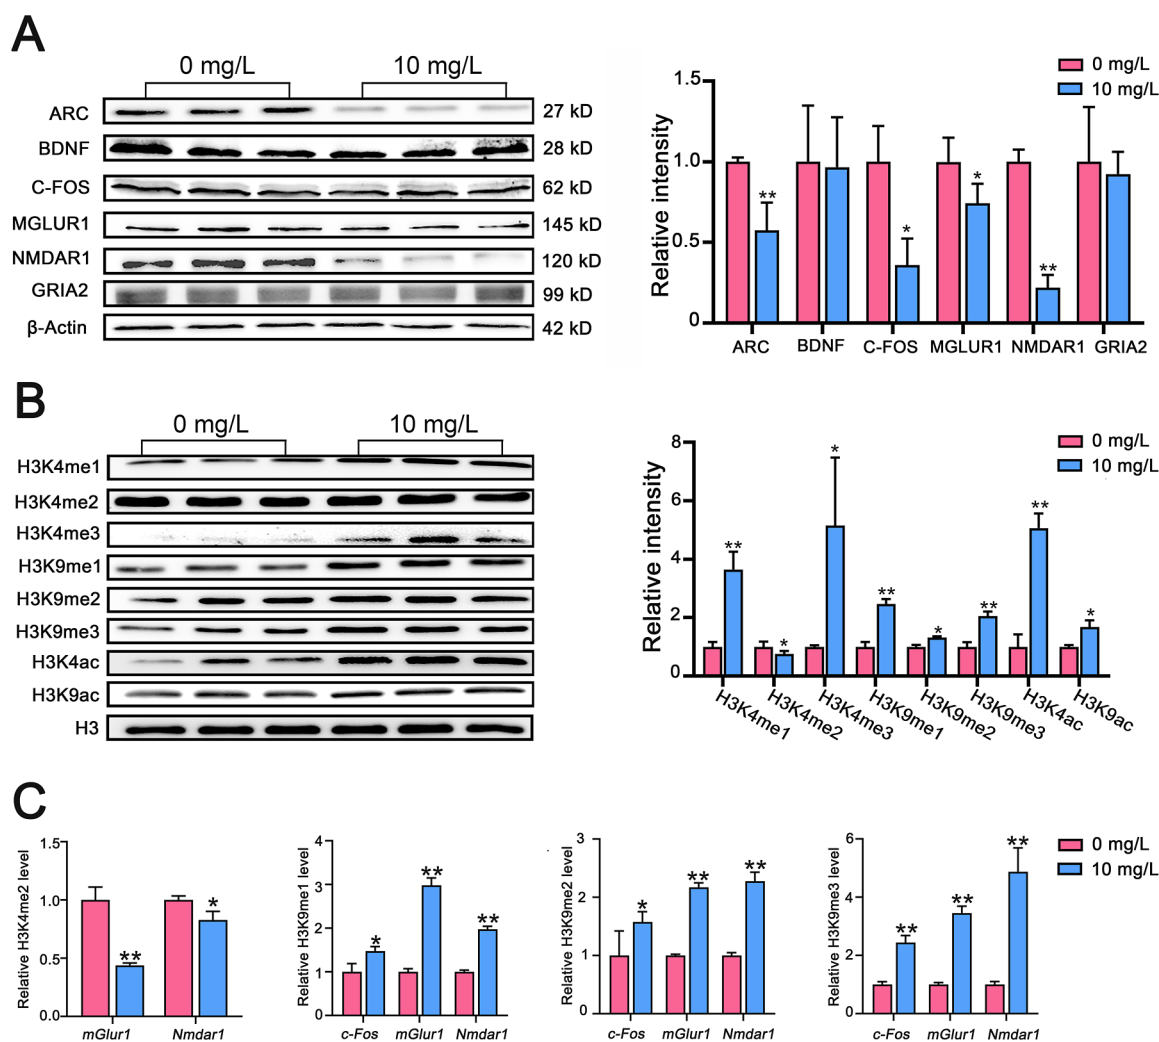 A
0 mg/L 10 mg/L
ARC 27 kD
BDNF 28 kD
C-FOS 62 kD
MGLUR1 145 kD
NMDAR1 120 kD
GRIA2 99 kD
β-Actin 42 kD
0 mg/L
10 mg/L
Relative intensity
1.5
1.0
0.5
0
** * * **
ARC BDNF C-FOS MGLUR1 NMDAR1 GRIA2
B
0 mg/L 10 mg/L
H3K4me1
H3K4me2
H3K4me3
H3K9me1
H3K9me2
H3K9me3
H3K4ac
H3K9ac
H3
0 mg/L
10 mg/L
Relative intensity
8
6
4
2
0
** * * ** * ** ** *
H3K4me1 H3K4me2 H3K4me3 H3K9me1 H3K9me2 H3K9me3 H3K4ac H3K9ac
C
Relative H3K4me2 level
1.5
1.0
0.5
0.0
** *
mGlur1 Nmdar1
Relative H3K9me1 level
4
3
2
1
0
* ** **
c-Fos mGlur1 Nmdar1
Relative H3K9me2 level
3
2
1
0
* ** **
c-Fos mGlur1 Nmdar1
Relative H3K9me3 level
6
4
2
0
** ** **
c-Fos mGlur1 Nmdar1
0 mg/L
10 mg/L